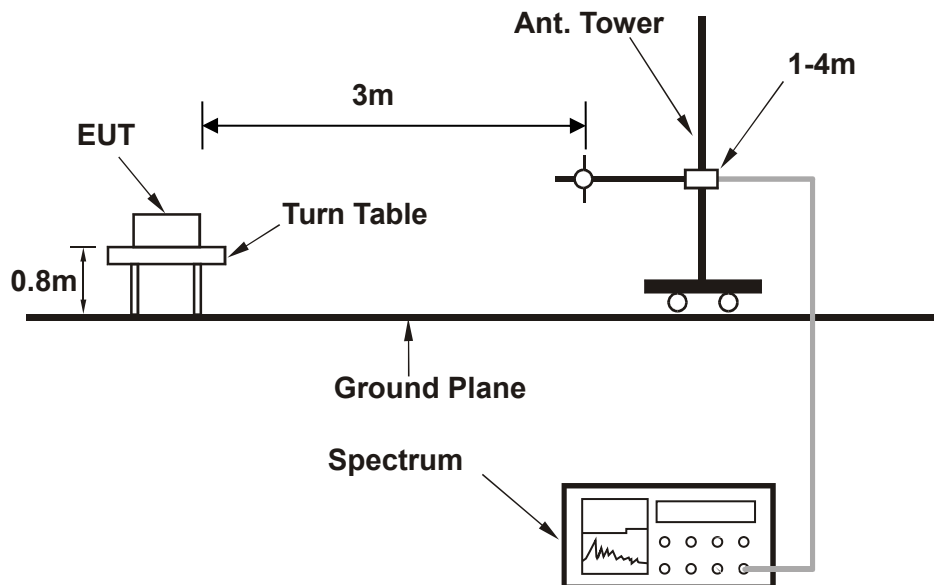 Ant. Tower
1-4m
3m
EUT
Turn Table
0.8m
Ground Plane
Spectrum